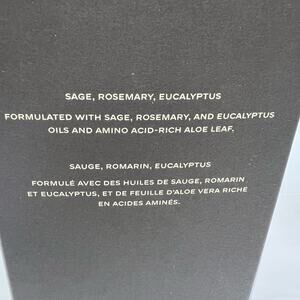 SAGE, ROSEMARY, EUCALYPTUS
FORMULATED WITH SAGE, ROSEMARY, AND EUCALYPTUS
OILS AND AMINO ACID-RICH ALOE LEAF.
SAUGE, ROMARIN, EUCALYPTUS
FORMULÉ AVEC DES HUILES DE SAUGE, ROMARIN
ET EUCALYPTUS, ET DE FEUILLE D'ALOE VERA RICHE
EN ACIDES AMINÉS.